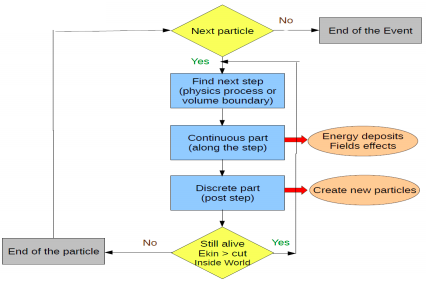 Next particle
No
End of the Event
Yes
Find next step
(physics process or
volume boundary)
Continuous part
(along the step)
Energy deposits
Fields effects
Discrete part
(post step)
Create new particles
No
Still alive
Ekin > cut
Inside World
Yes
End of the particle